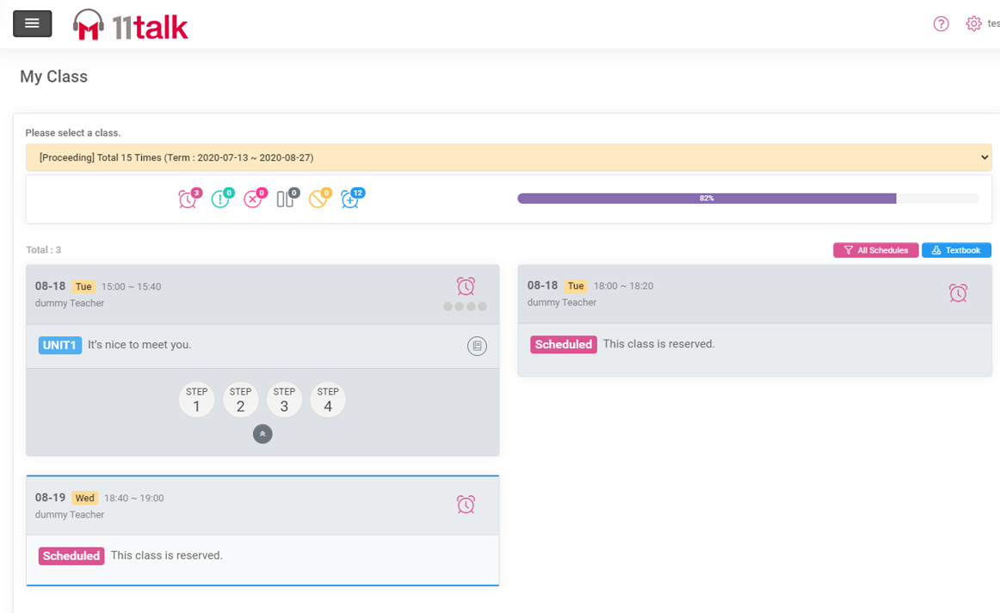 11talk
tes
My Class
Please select a class.
[Proceeding] Total 15 Times (Term : 2020-07-13 ~ 2020-08-27)
3 0 0 0 0 12
82%
Total : 3
All Schedules Textbook
08-18 Tue 15:00 ~ 15:40
dummy Teacher
UNIT1 It's nice to meet you.
STEP STEP STEP STEP
1 2 3 4
08-18 Tue 18:00 ~ 18:20
dummy Teacher
Scheduled This class is reserved.
08-19 Wed 18:40 ~ 19:00
dummy Teacher
Scheduled This class is reserved.